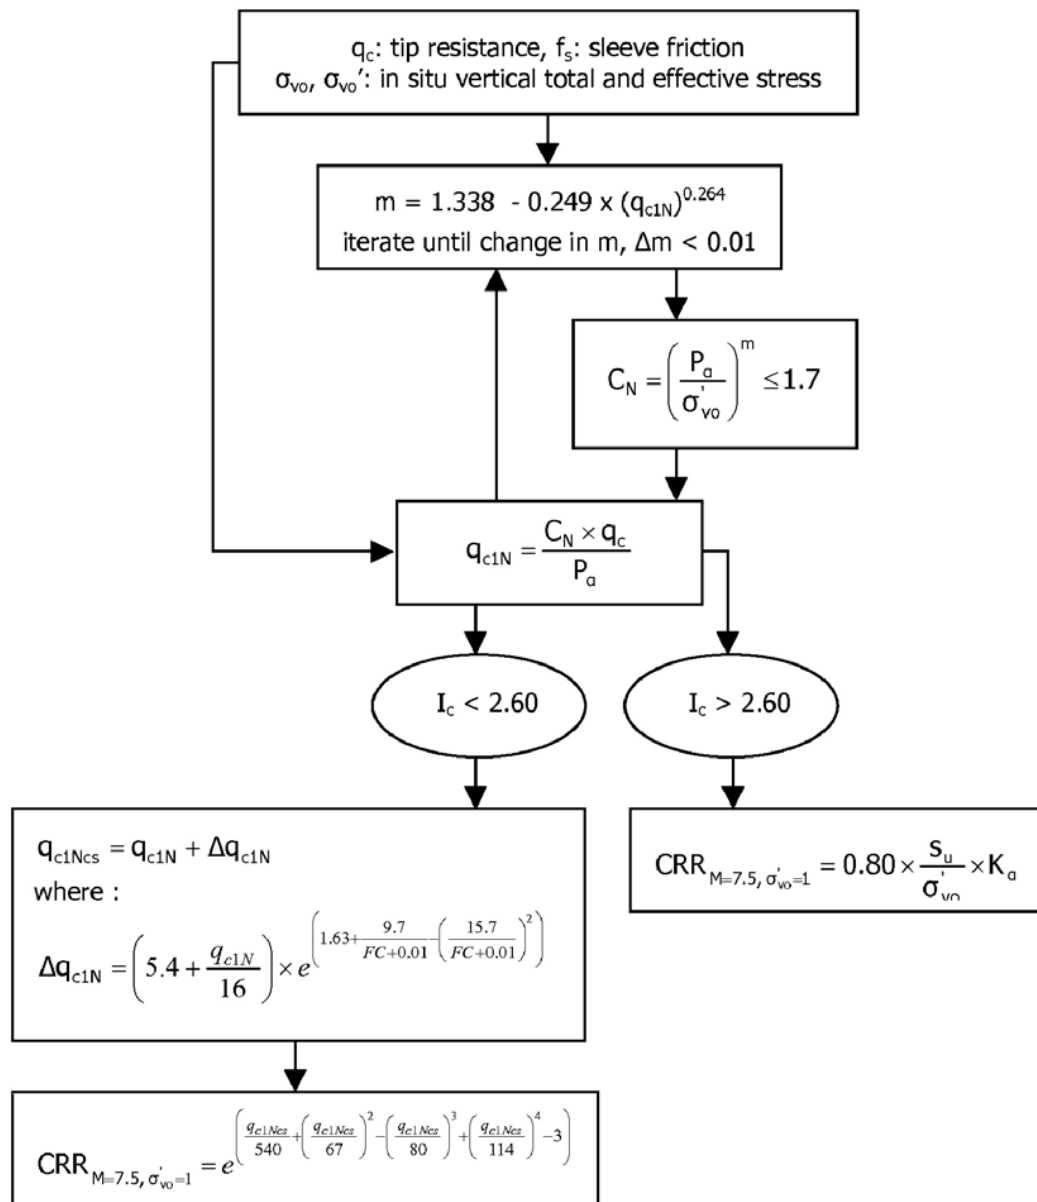 q_c: tip resistance, f_s: sleeve friction
σ_vo, σ_vo′: in situ vertical total and effective stress
m = 1.338 - 0.249 x (q_c1N)^0.264
iterate until change in m, Δm < 0.01
C_N = (P_a / σ'_vo)^m ≤ 1.7
q_c1N = (C_N × q_c) / P_a
I_c < 2.60
I_c > 2.60
q_c1Ncs = q_c1N + Δq_c1N
where :
Δq_c1N = (5.4 + q_c1N / 16) × e^(1.63 + 9.7 / (FC+0.01) − (15.7 / (FC+0.01))^2)
CRR_M=7.5, σ'_vo=1 = 0.80 × s_u / σ'_vo × K_α
CRR_M=7.5, σ'_vo=1 = e^(q_c1Ncs / 540 + (q_c1Ncs / 67)^2 − (q_c1Ncs / 80)^3 + (q_c1Ncs / 114)^4 − 3)